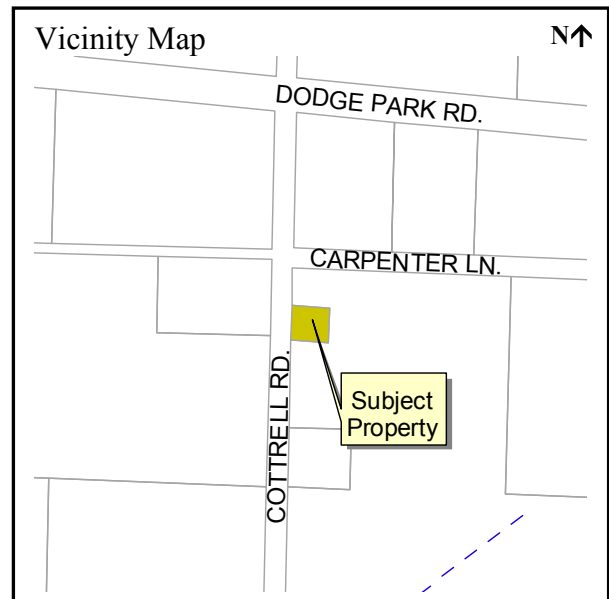 Vicinity Map
N↑
DODGE PARK RD.
CARPENTER LN.
COTTRELL RD.
Subject
Property